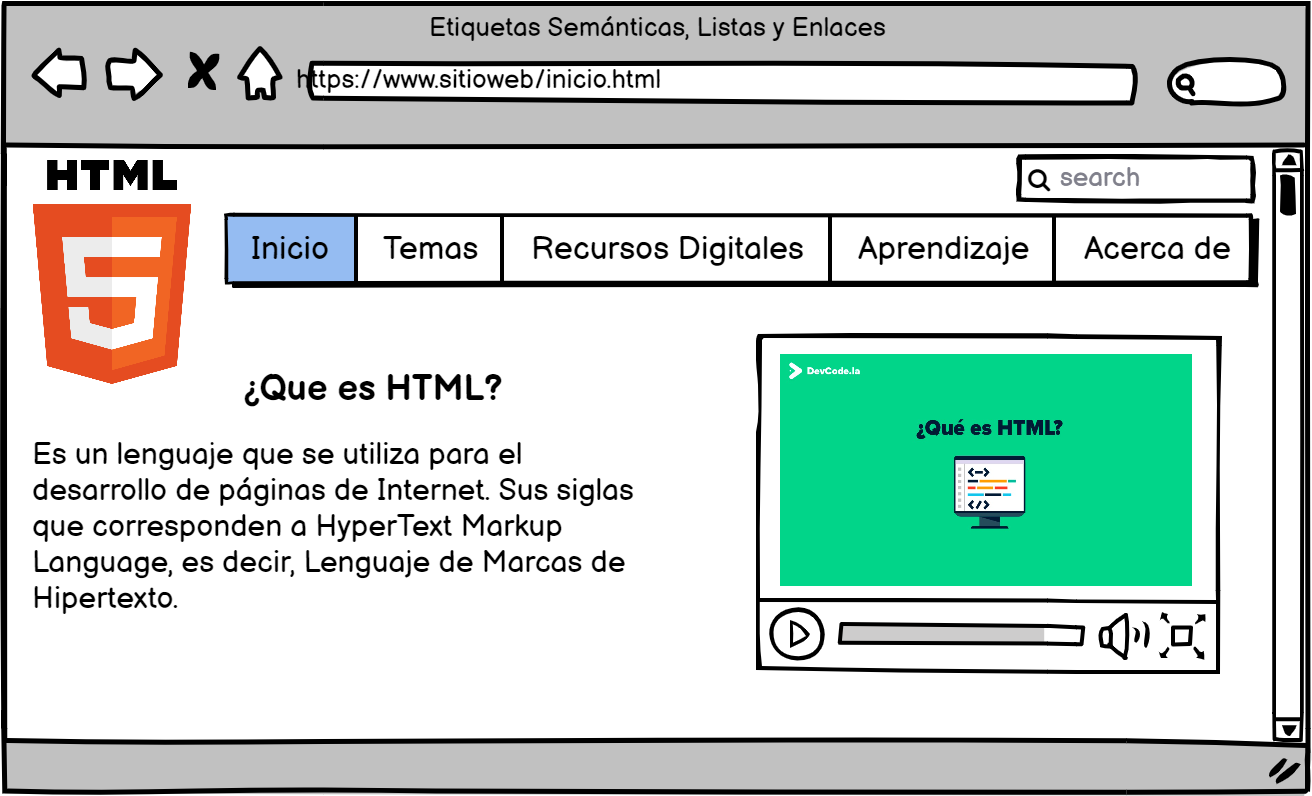 Etiquetas Semánticas, Listas y Enlaces
https://www.sitioweb/inicio.html
HTML
5
search
Inicio Temas Recursos Digitales Aprendizaje Acerca de
¿Que es HTML?
Es un lenguaje que se utiliza para el
desarrollo de páginas de Internet. Sus siglas
que corresponden a HyperText Markup
Language, es decir, Lenguaje de Marcas de
Hipertexto.
DevCode.la
¿Qué es HTML?
<-->
</>